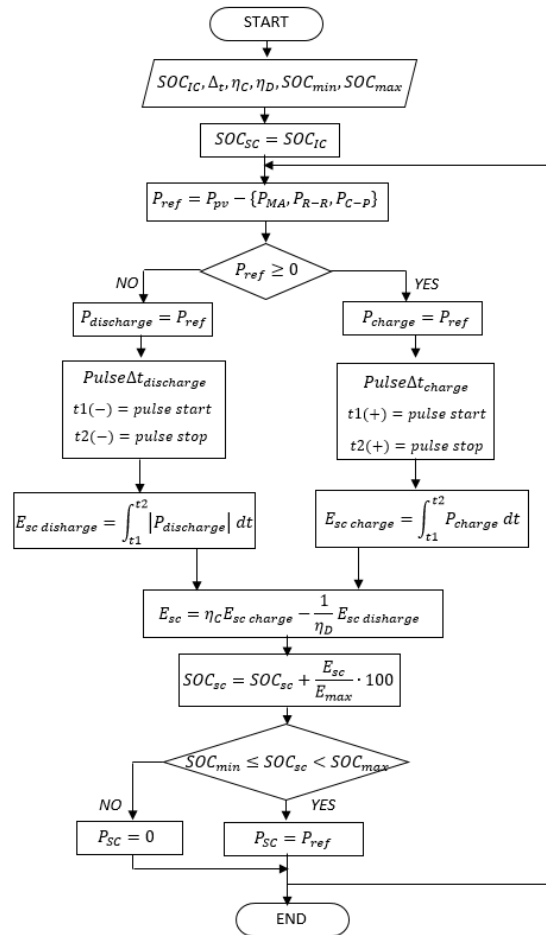 START
SOC_IC, Δ_t, η_C, η_D, SOC_min, SOC_max
SOC_SC = SOC_IC
P_ref = P_pv − {P_MA, P_R−R, P_C−P}
P_ref ≥ 0
NO
YES
P_discharge = P_ref
P_charge = P_ref
PulseΔt_discharge
t1(−) = pulse start
t2(−) = pulse stop
PulseΔt_charge
t1(+) = pulse start
t2(+) = pulse stop
E_sc disharge = ∫_t1^t2 |P_discharge| dt
E_sc charge = ∫_t1^t2 P_charge dt
E_sc = η_C E_sc charge − 1/η_D E_sc disharge
SOC_sc = SOC_sc + E_sc/E_max · 100
SOC_min ≤ SOC_sc < SOC_max
NO
YES
P_SC = 0
P_SC = P_ref
END